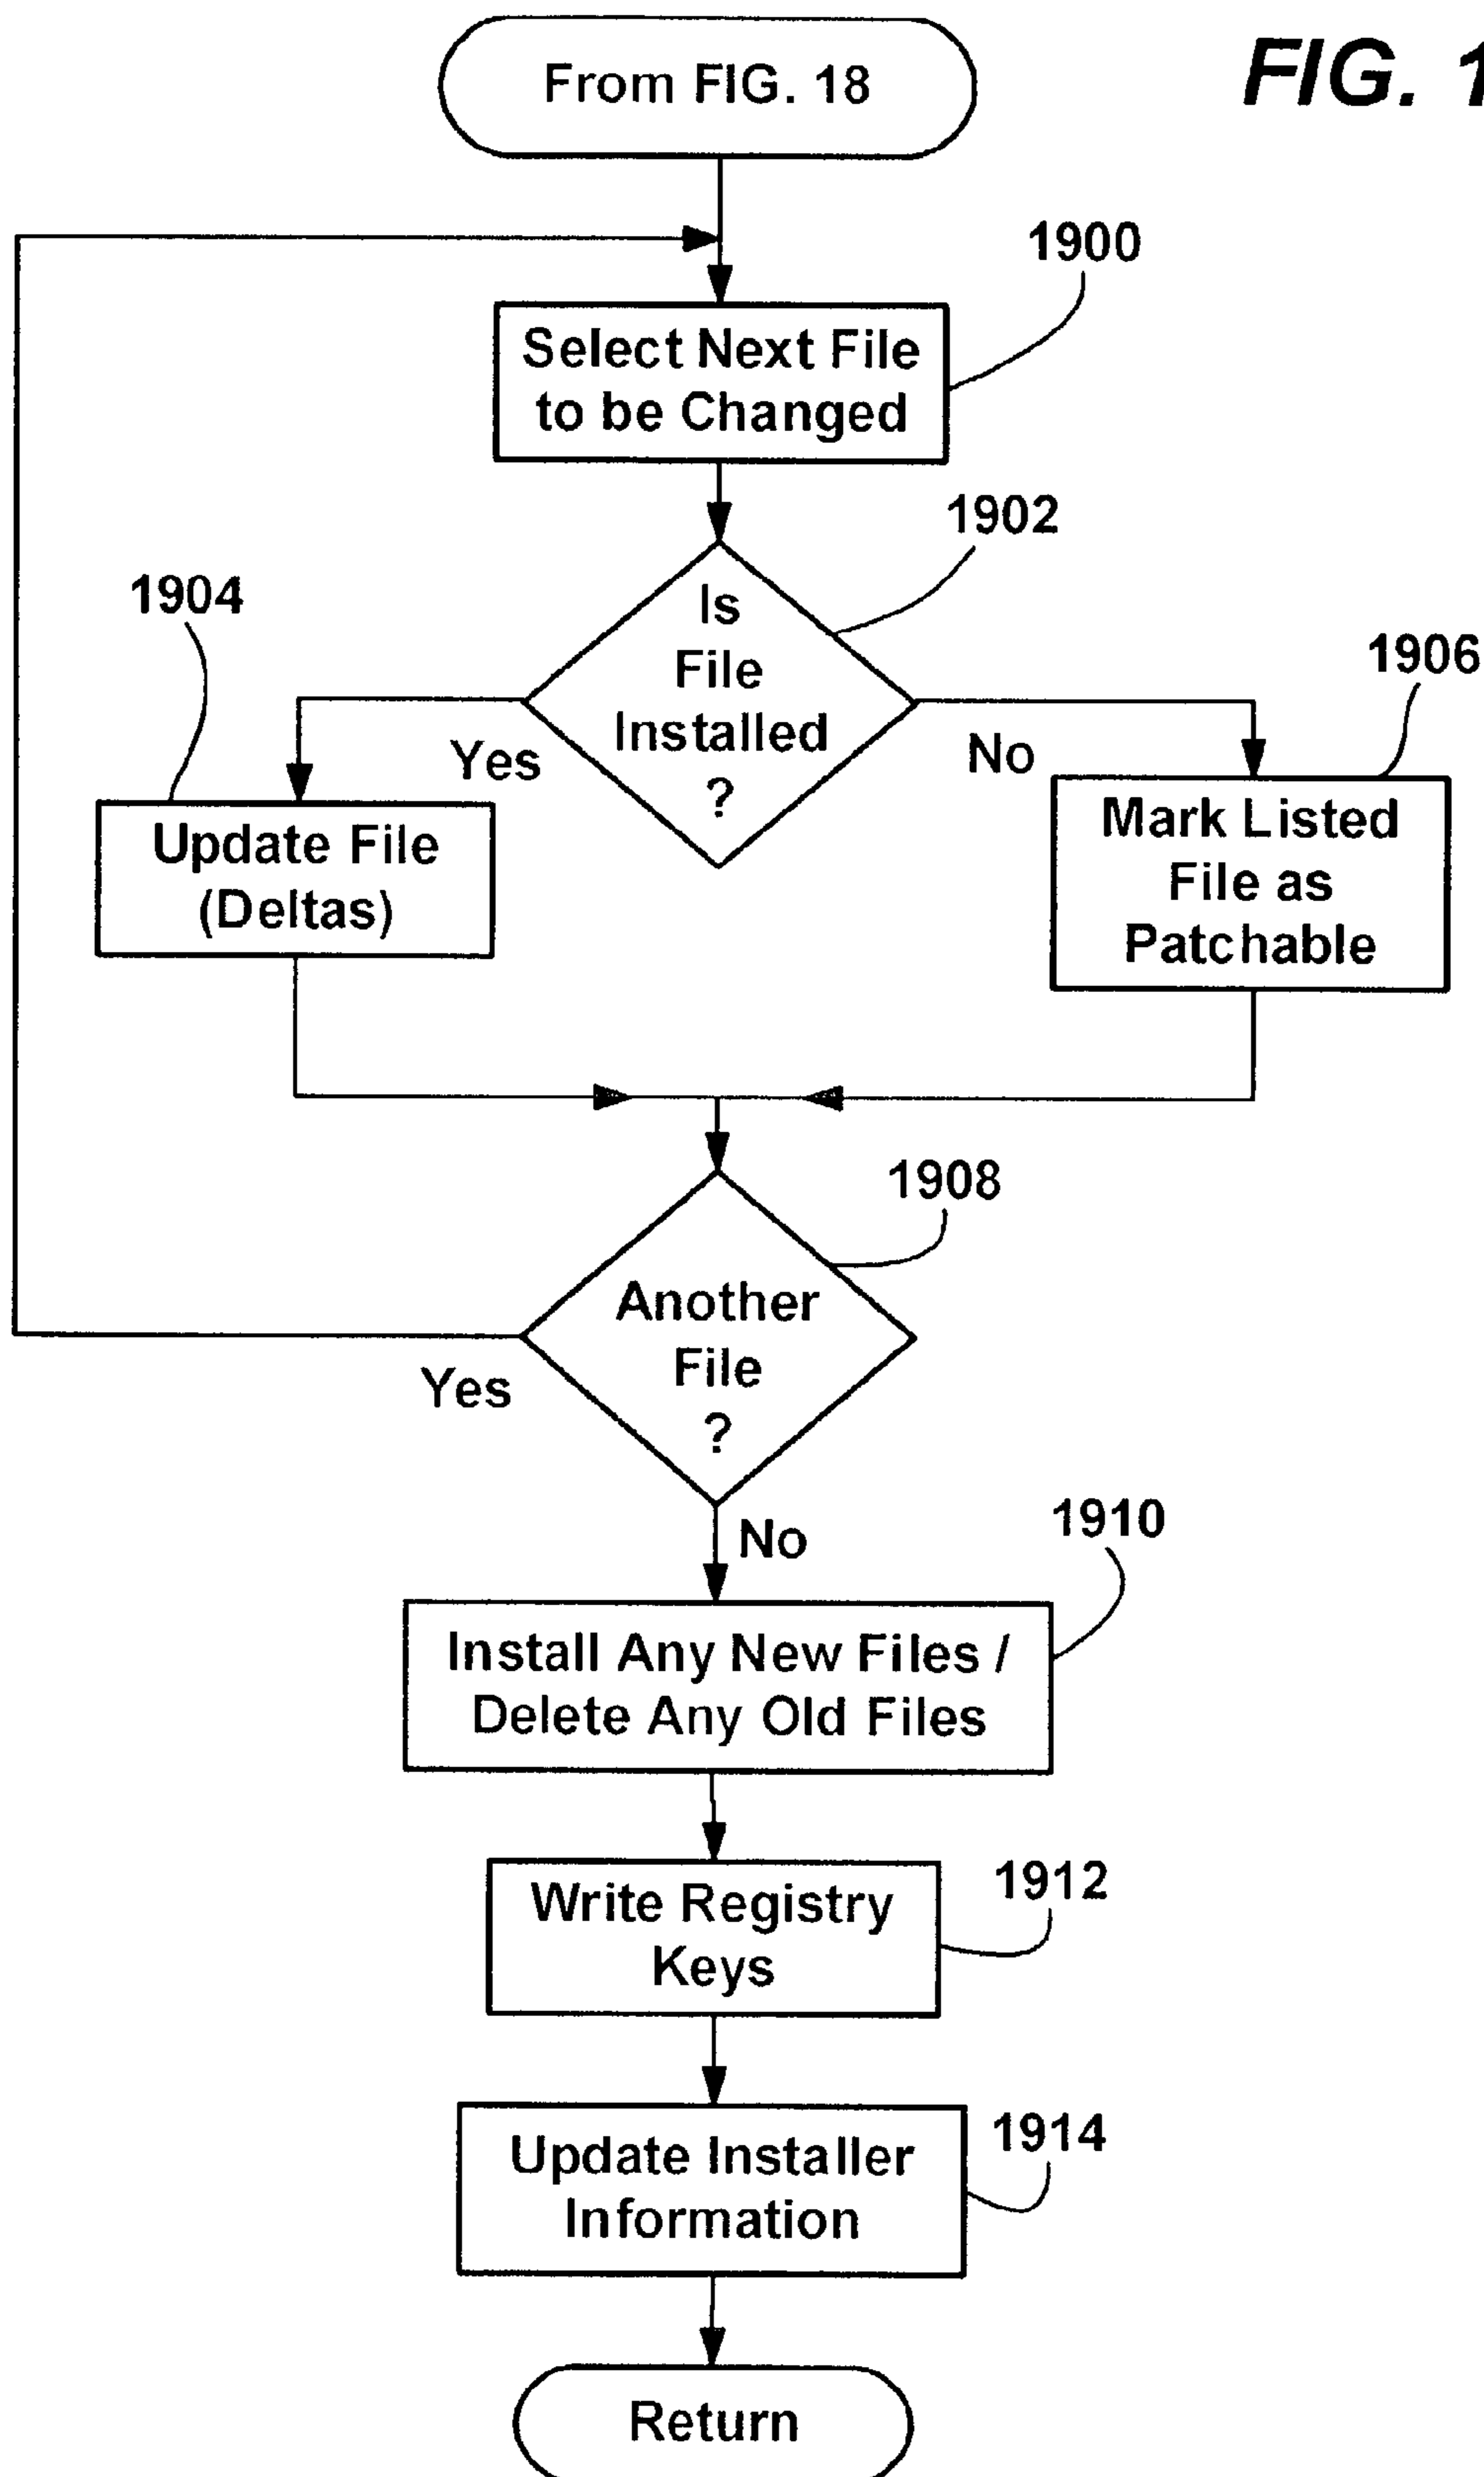 From FIG. 18
FIG. 1
1900
Select Next File
to be Changed
1902
Is
File
Installed
?
1904
Yes
No
1906
Update File
(Deltas)
Mark Listed
File as
Patchable
1908
Another
File
?
Yes
No
1910
Install Any New Files /
Delete Any Old Files
1912
Write Registry
Keys
1914
Update Installer
Information
Return